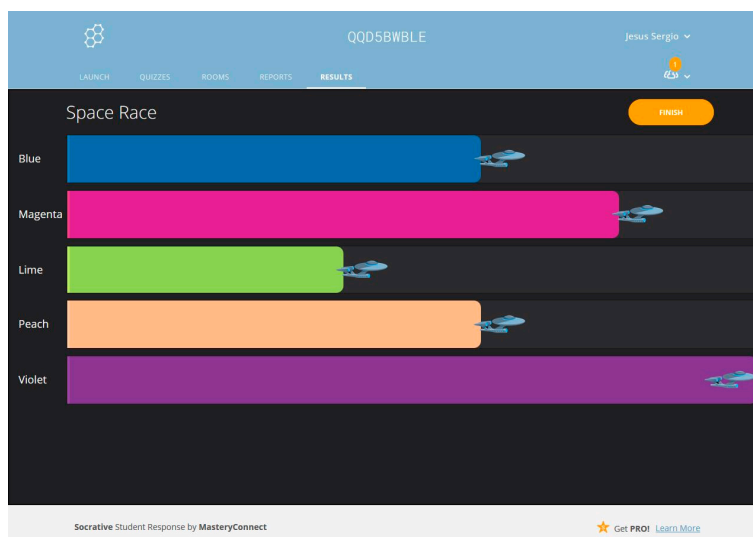 QQD5BWBLE
Jesus Sergio
LAUNCH QUIZZES ROOMS REPORTS RESULTS
1
Space Race
FINISH
Blue
Magenta
Lime
Peach
Violet
Socrative Student Response by MasteryConnect
Get PRO! Learn More